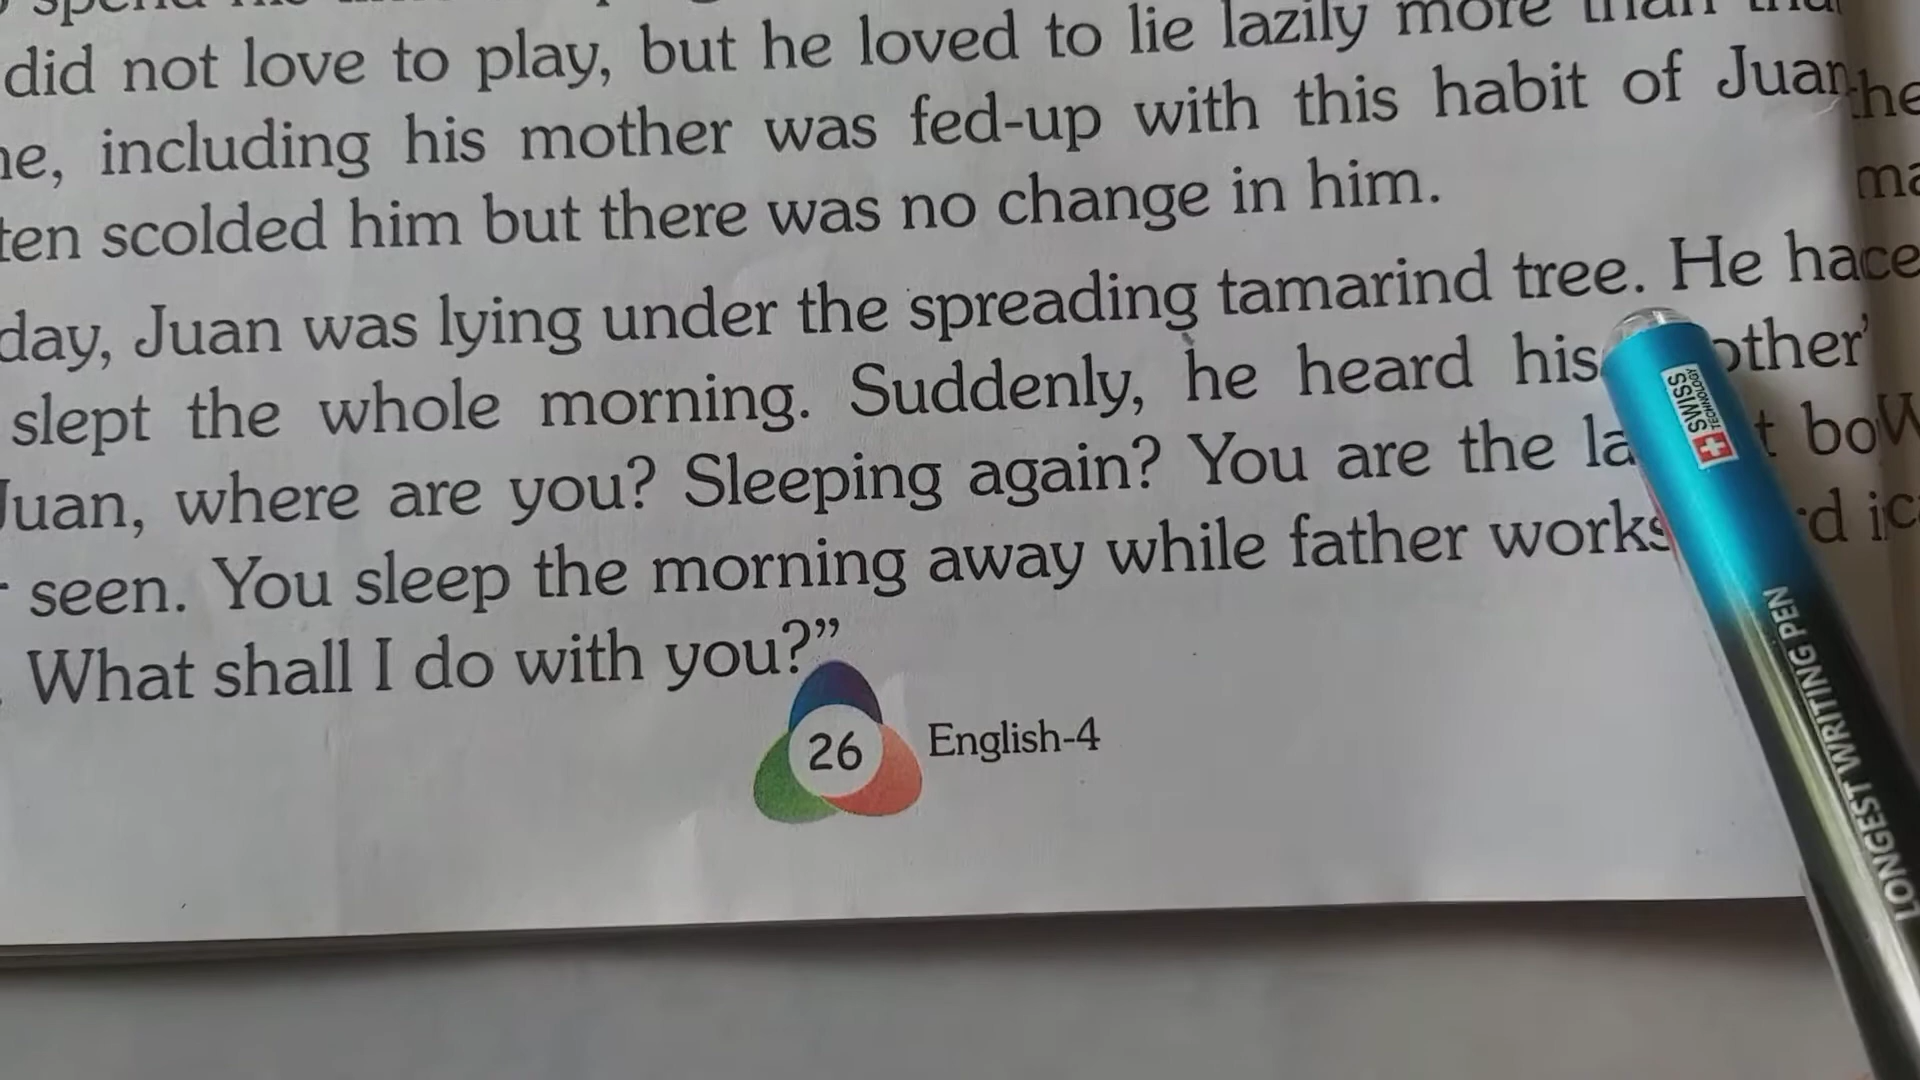 did not love to play, but he loved to lie lazily more than
including his mother was fed-up with this habit of Juan
scolded him but there was no change in him.
day, Juan was lying under the spreading tamarind tree. He
slept the whole morning. Suddenly, he heard his
Juan, where are you? Sleeping again? You are the
seen. You sleep the morning away while father works
What shall I do with you?”
26 English-4
SWISS
TECHNOLOGY
LONGEST WRITING PEN